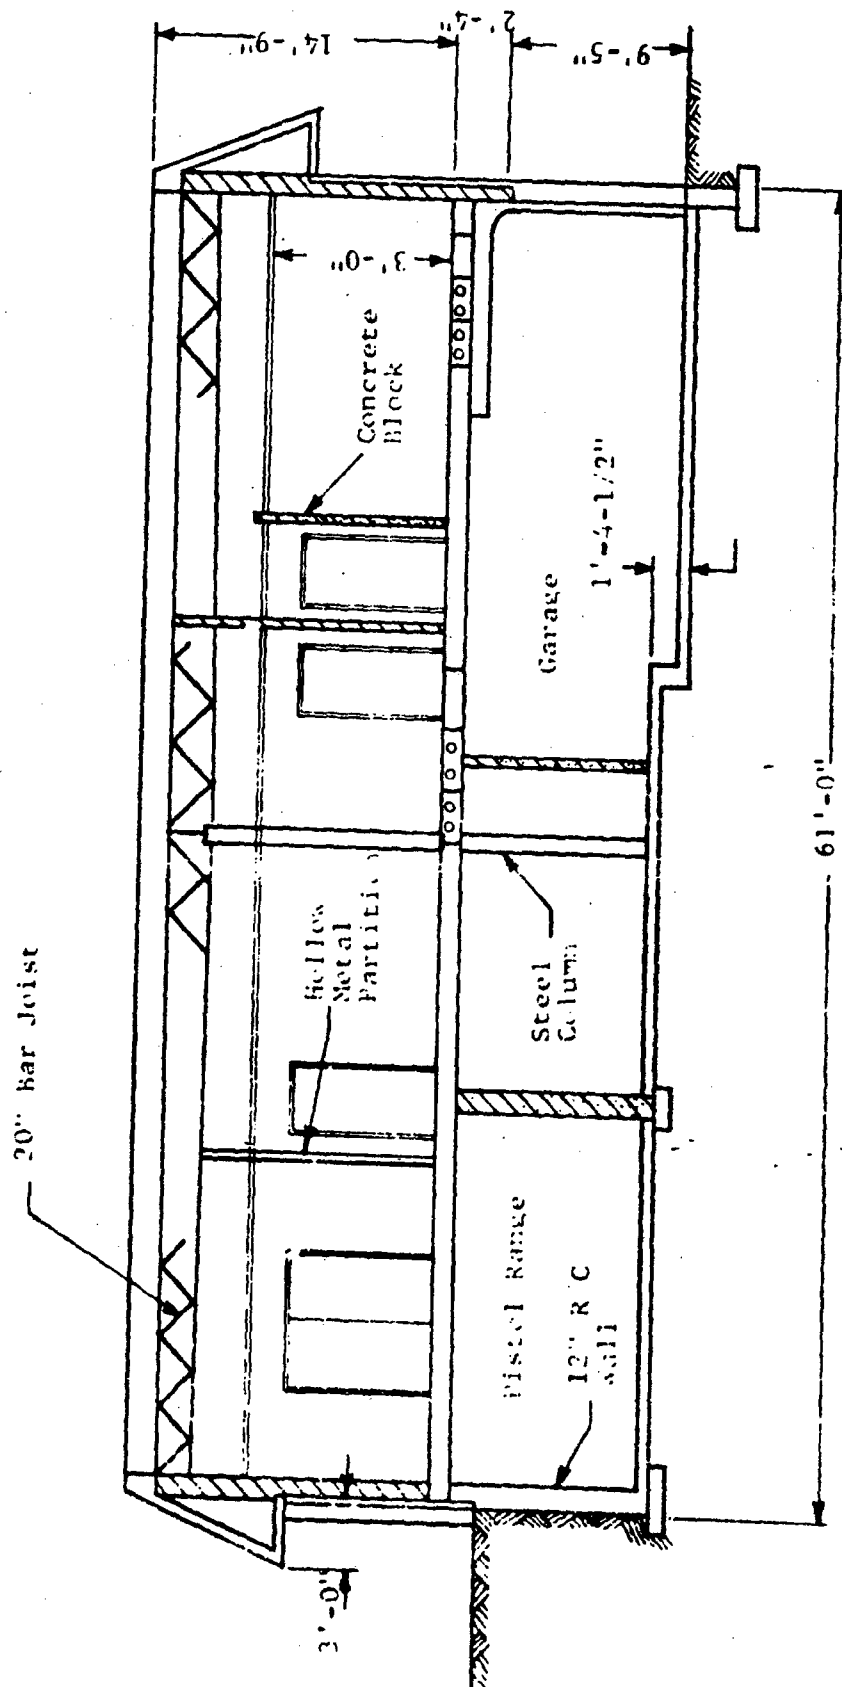 20" Bar Joist
14'-9"
2'-4"
9'-5"
3'-0"
Concrete
Block
Hollow
Metal
Partition
3'-0"
Garage
1'-4-1/2"
Steel
Column
Pistol Range
12" R C
Wall
61'-0"